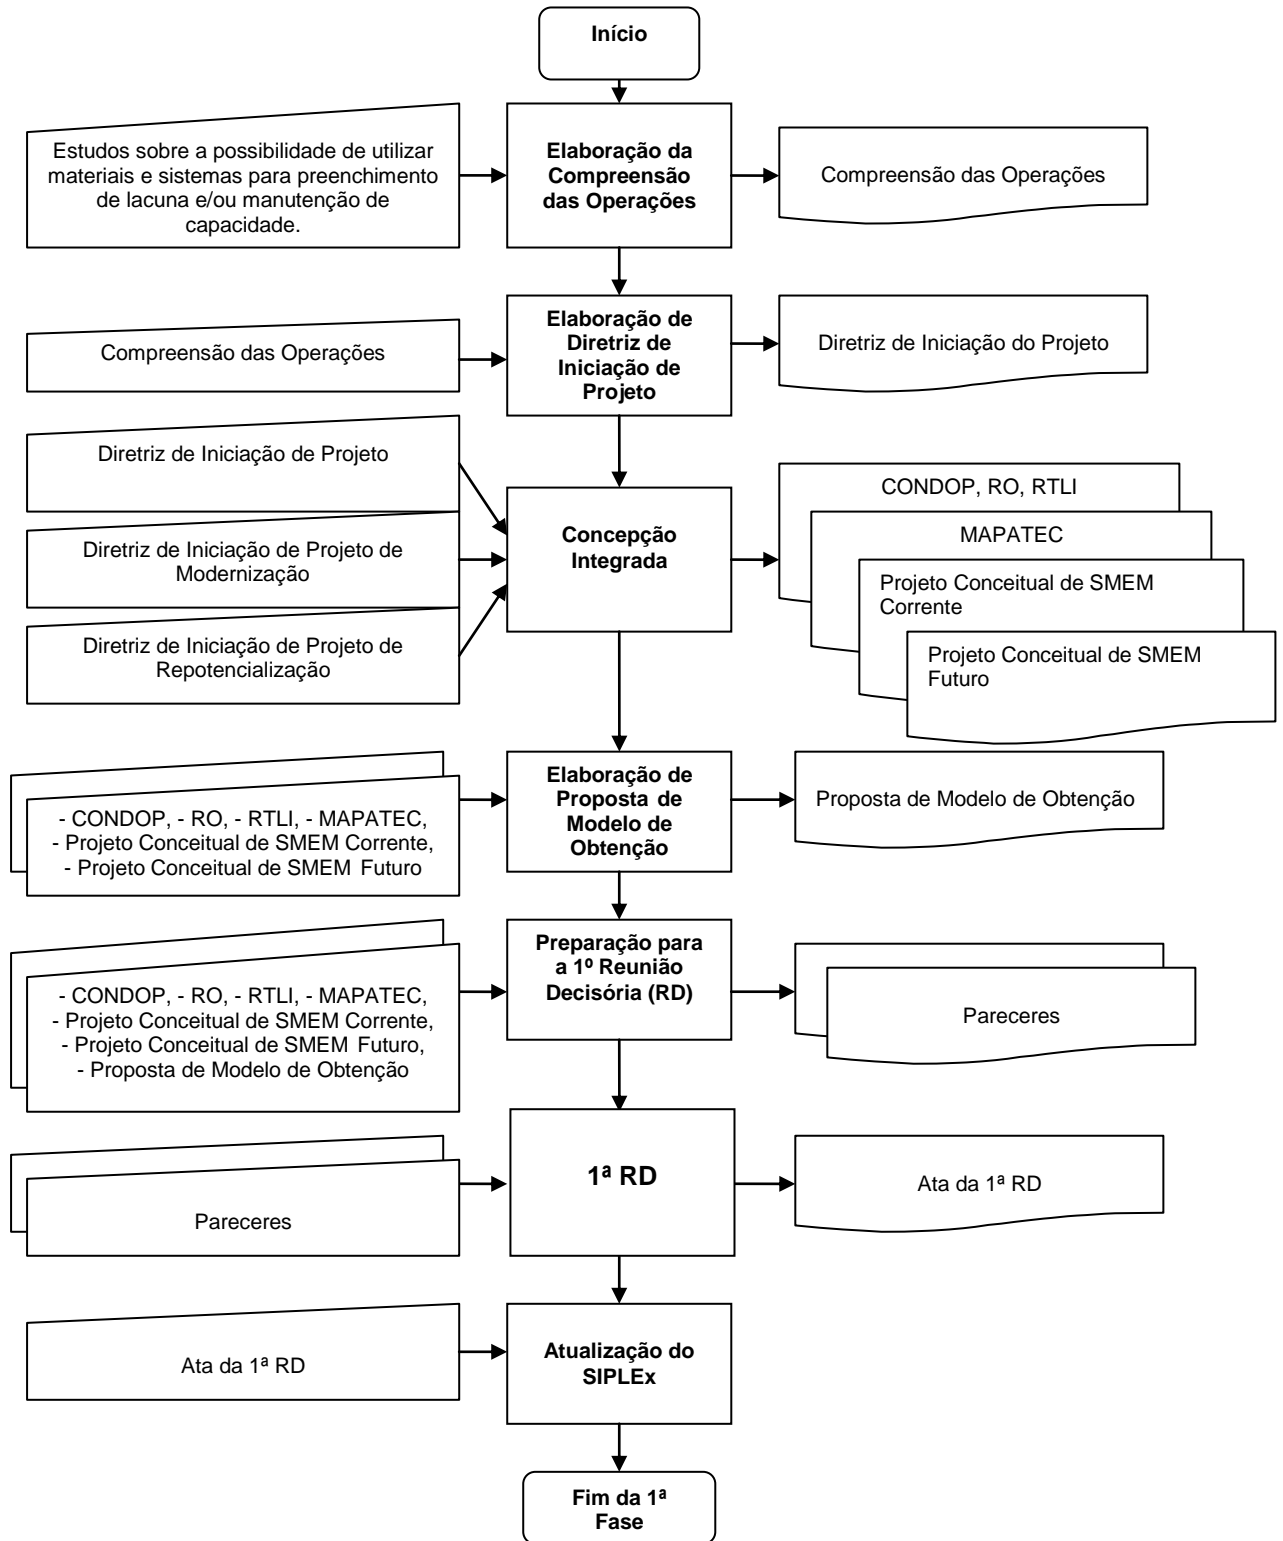 Início
Estudos sobre a possibilidade de utilizar
materiais e sistemas para preenchimento
de lacuna e/ou manutenção de
capacidade.
Elaboração da
Compreensão
das Operações
Compreensão das Operações
Compreensão das Operações
Elaboração de
Diretriz de
Iniciação de
Projeto
Diretriz de Iniciação do Projeto
Diretriz de Iniciação de Projeto
Diretriz de Iniciação de Projeto de
Modernização
Diretriz de Iniciação de Projeto de
Repotencialização
Concepção
Integrada
CONDOP, RO, RTLI
MAPATEC
Projeto Conceitual de SMEM
Corrente
Projeto Conceitual de SMEM
Futuro
- CONDOP, - RO, - RTLI, - MAPATEC,
- Projeto Conceitual de SMEM Corrente,
- Projeto Conceitual de SMEM Futuro
Elaboração de
Proposta de
Modelo de
Obtenção
Proposta de Modelo de Obtenção
- CONDOP, - RO, - RTLI, - MAPATEC,
- Projeto Conceitual de SMEM Corrente,
- Projeto Conceitual de SMEM Futuro,
- Proposta de Modelo de Obtenção
Preparação para
a 1º Reunião
Decisória (RD)
Pareceres
Pareceres
1ª RD
Ata da 1ª RD
Ata da 1ª RD
Atualização do
SIPLEx
Fim da 1ª
Fase